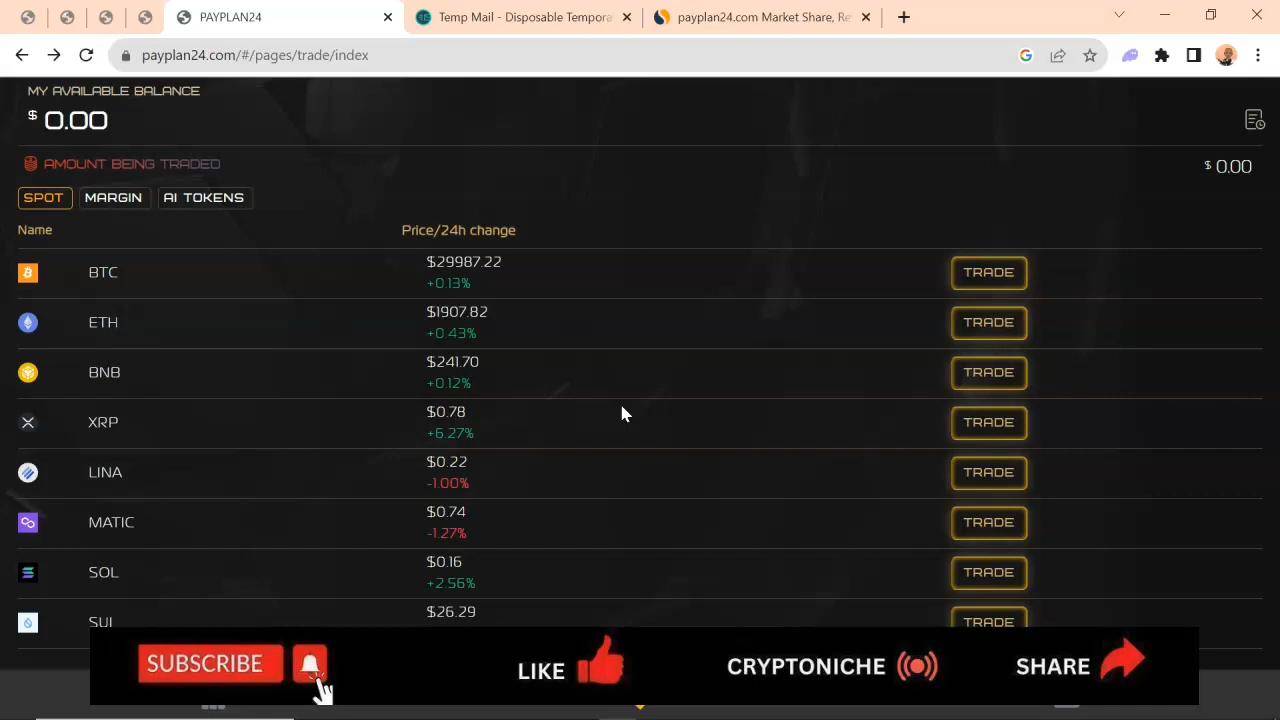 PAYPLAN24
Temp Mail - Disposable Tempora
payplan24.com Market Share, Re
payplan24.com/#/pages/trade/index
MY AVAILABLE BALANCE
$ 0.00
AMOUNT BEING TRADED
$ 0.00
SPOT MARGIN AI TOKENS
Name Price/24h change
BTC $29987.22 TRADE
+0.13%
ETH $1907.82 TRADE
+0.43%
BNB $241.70 TRADE
+0.12%
XRP $0.78 TRADE
+6.27%
LINA $0.22 TRADE
-1.00%
MATIC $0.74 TRADE
-1.27%
SOL $0.16 TRADE
+2.56%
SUI $26.29 TRADE
SUBSCRIBE LIKE CRYPTONICHE SHARE